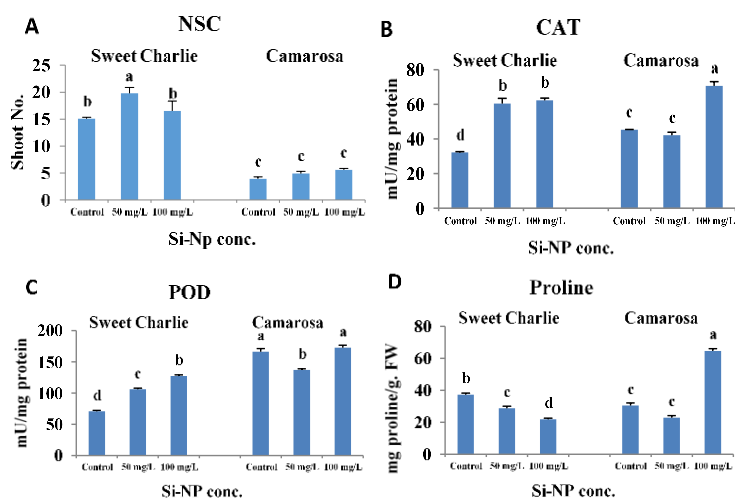 A
NSC
Sweet Charlie Camarosa
25
20
15
10
5
0
Shoot No.
b a b c c c
Control 50 mg/L 100 mg/L Control 50 mg/L 100 mg/L
Si-Np conc.
B
CAT
Sweet Charlie Camarosa
80
60
40
20
0
mU/mg protein
d b b c c a
Control 50 mg/L 100 mg/L Control 50 mg/L 100 mg/L
Si-NP conc.
C
POD
Sweet Charlie Camarosa
200
150
100
50
0
mU/mg protein
d c b a b a
Control 50 mg/L 100 mg/L Control 50 mg/L 100 mg/L
Si-NP conc.
D
Proline
Sweet Charlie Camarosa
80
60
40
20
0
mg proline/g. FW
b c d c c a
Control 50 mg/L 100 mg/L Control 50 mg/L 100 mg/L
Si-NP conc.